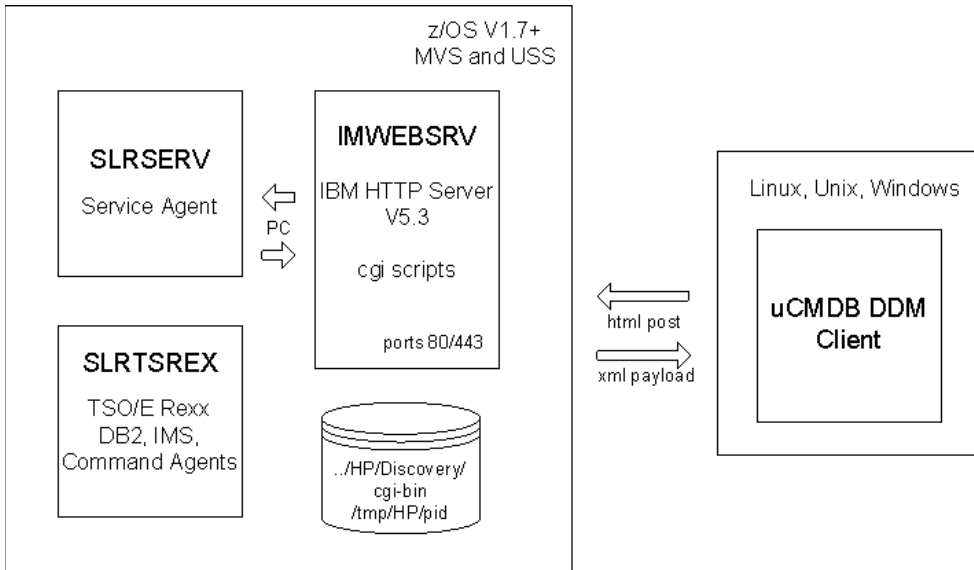 z/OS V1.7+
MVS and USS
SLRSERV
Service Agent
PC
IMWEBSRV
IBM HTTP Server
V5.3
cgi scripts
ports 80/443
SLRTSREX
TSO/E Rexx
DB2, IMS,
Command Agents
../HP/Discovery/
cgi-bin
/tmp/HP/pid
html post
xml payload
Linux, Unix, Windows
uCMDB DDM
Client